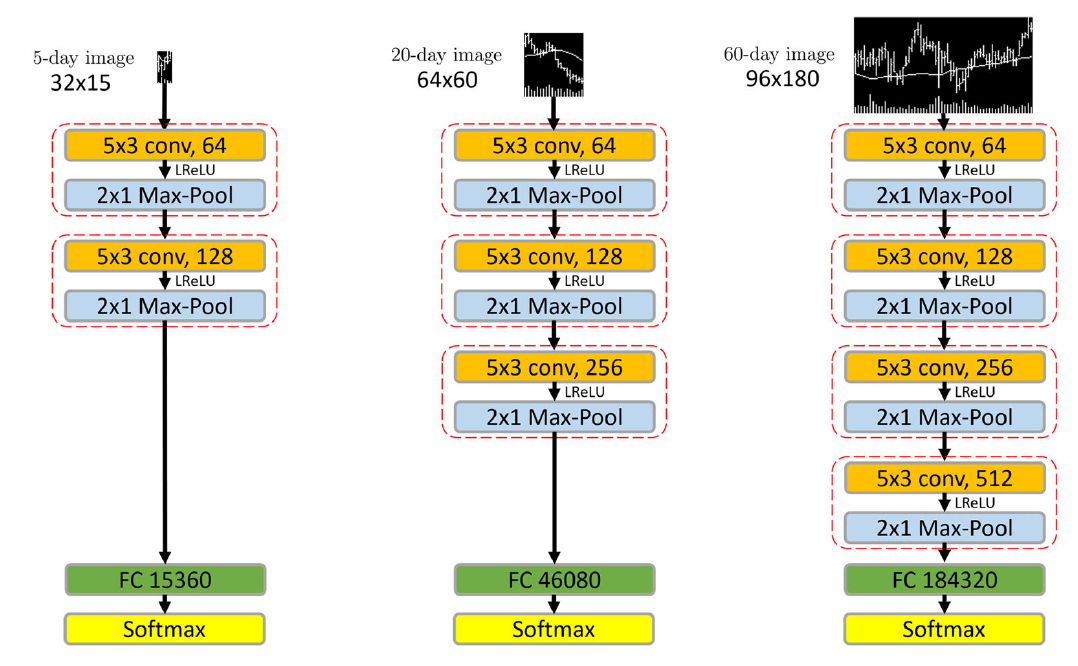 5-day image
32x15
5x3 conv, 64
LReLU
2x1 Max-Pool
5x3 conv, 128
LReLU
2x1 Max-Pool
FC 15360
Softmax
20-day image
64x60
5x3 conv, 64
LReLU
2x1 Max-Pool
5x3 conv, 128
LReLU
2x1 Max-Pool
5x3 conv, 256
LReLU
2x1 Max-Pool
FC 46080
Softmax
60-day image
96x180
5x3 conv, 64
LReLU
2x1 Max-Pool
5x3 conv, 128
LReLU
2x1 Max-Pool
5x3 conv, 256
LReLU
2x1 Max-Pool
5x3 conv, 512
LReLU
2x1 Max-Pool
FC 184320
Softmax